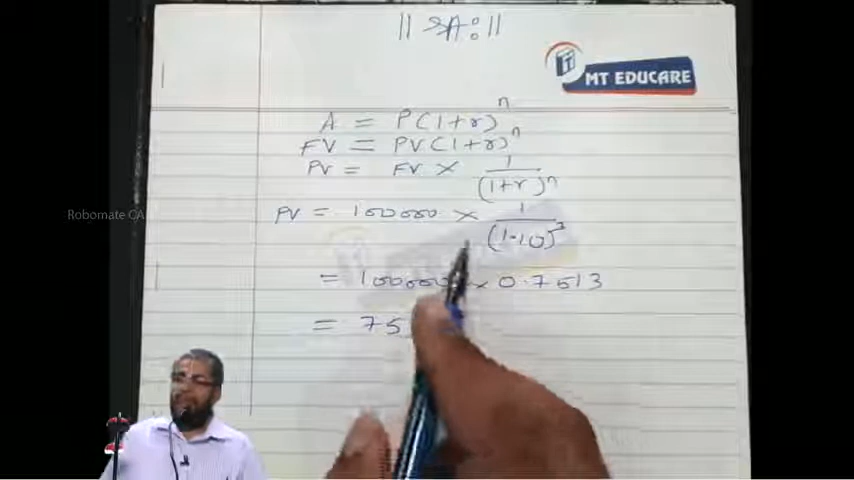 || श्री: ||
MT EDUCARE
A = P(1+r)^n
FV = PV(1+r)^n
PV = FV × 1/(1+r)^n
PV = 100000 × 1/(1.10)^3
= 100000 × 0.7513
= 75
Robomate CA